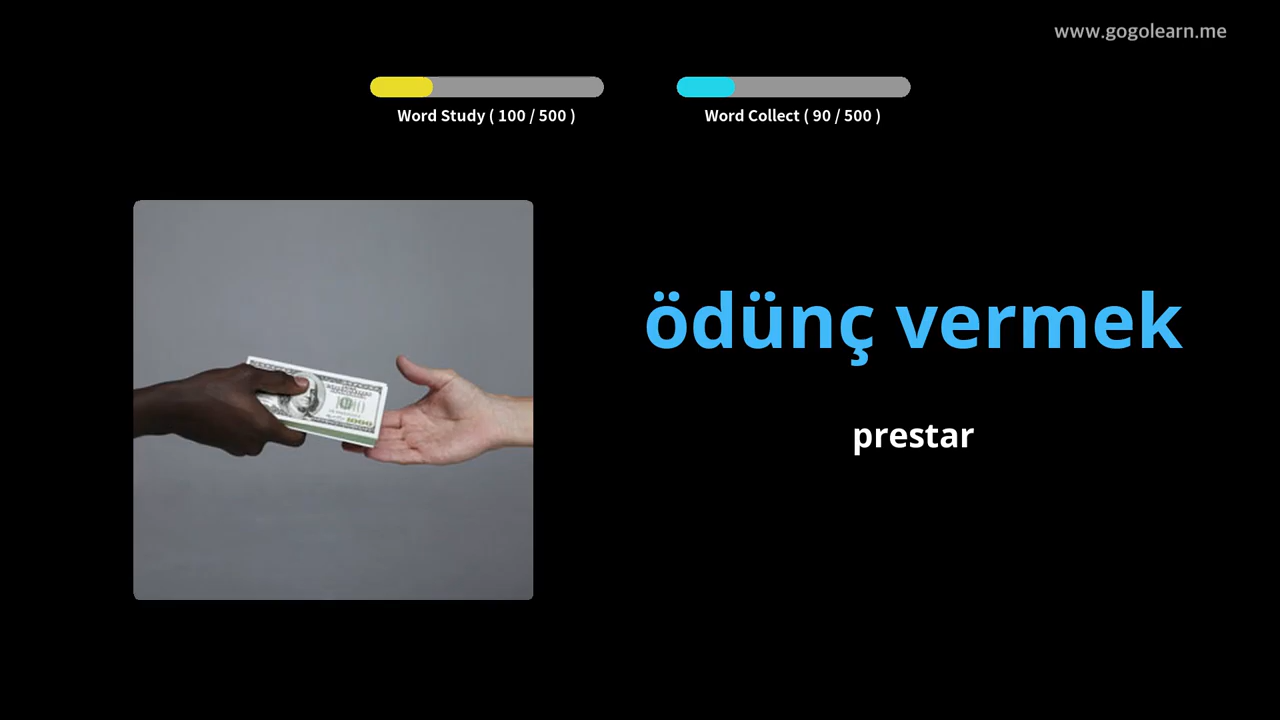 www.gogolearn.me
Word Study ( 100 / 500 )
Word Collect ( 90 / 500 )
ödünç vermek
prestar